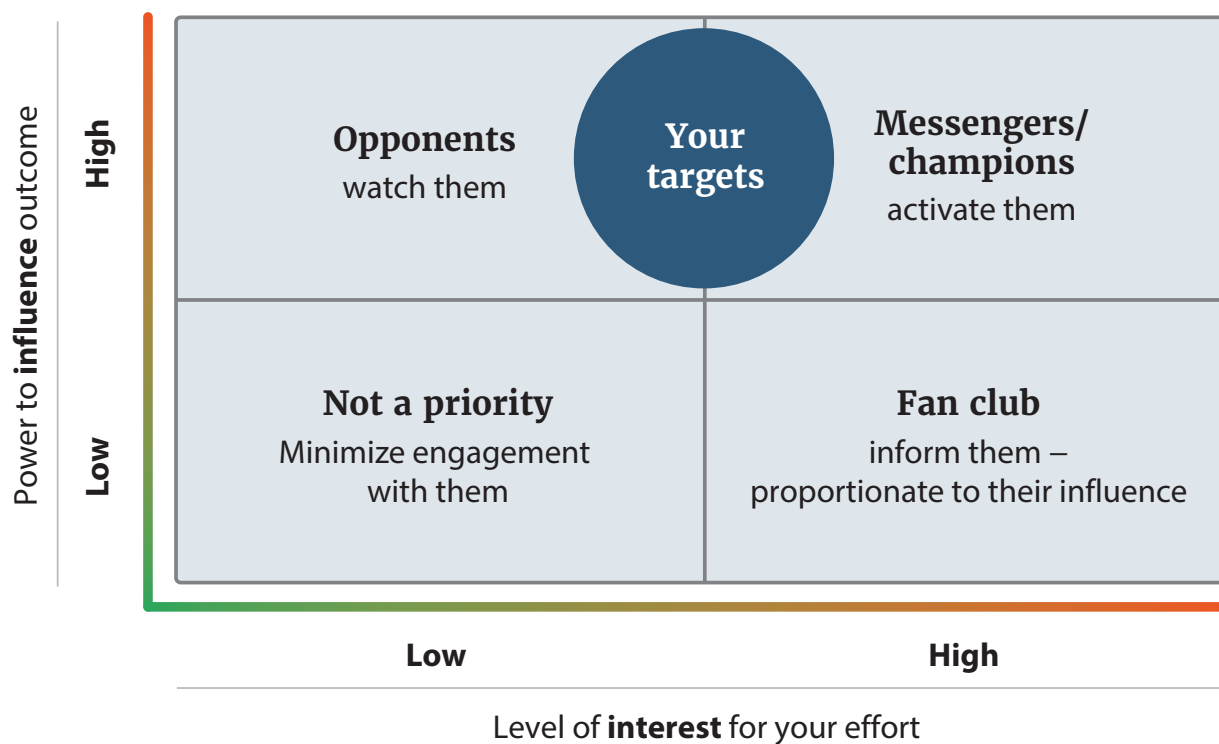 Power to influence outcome
High
Low
Opponents
watch them
Your
targets
Messengers/
champions
activate them
Not a priority
Minimize engagement
with them
Fan club
inform them –
proportionate to their influence
Low
High
Level of interest for your effort